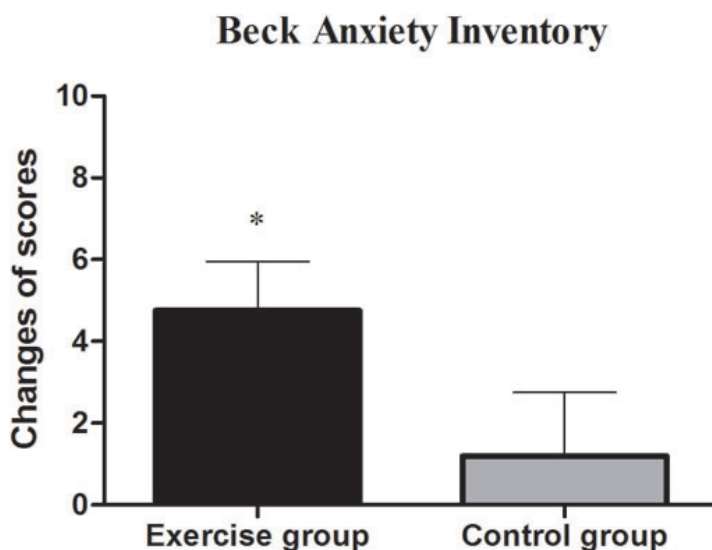 Beck Anxiety Inventory
10
8
6
4
2
0
Changes of scores
*
Exercise group
Control group